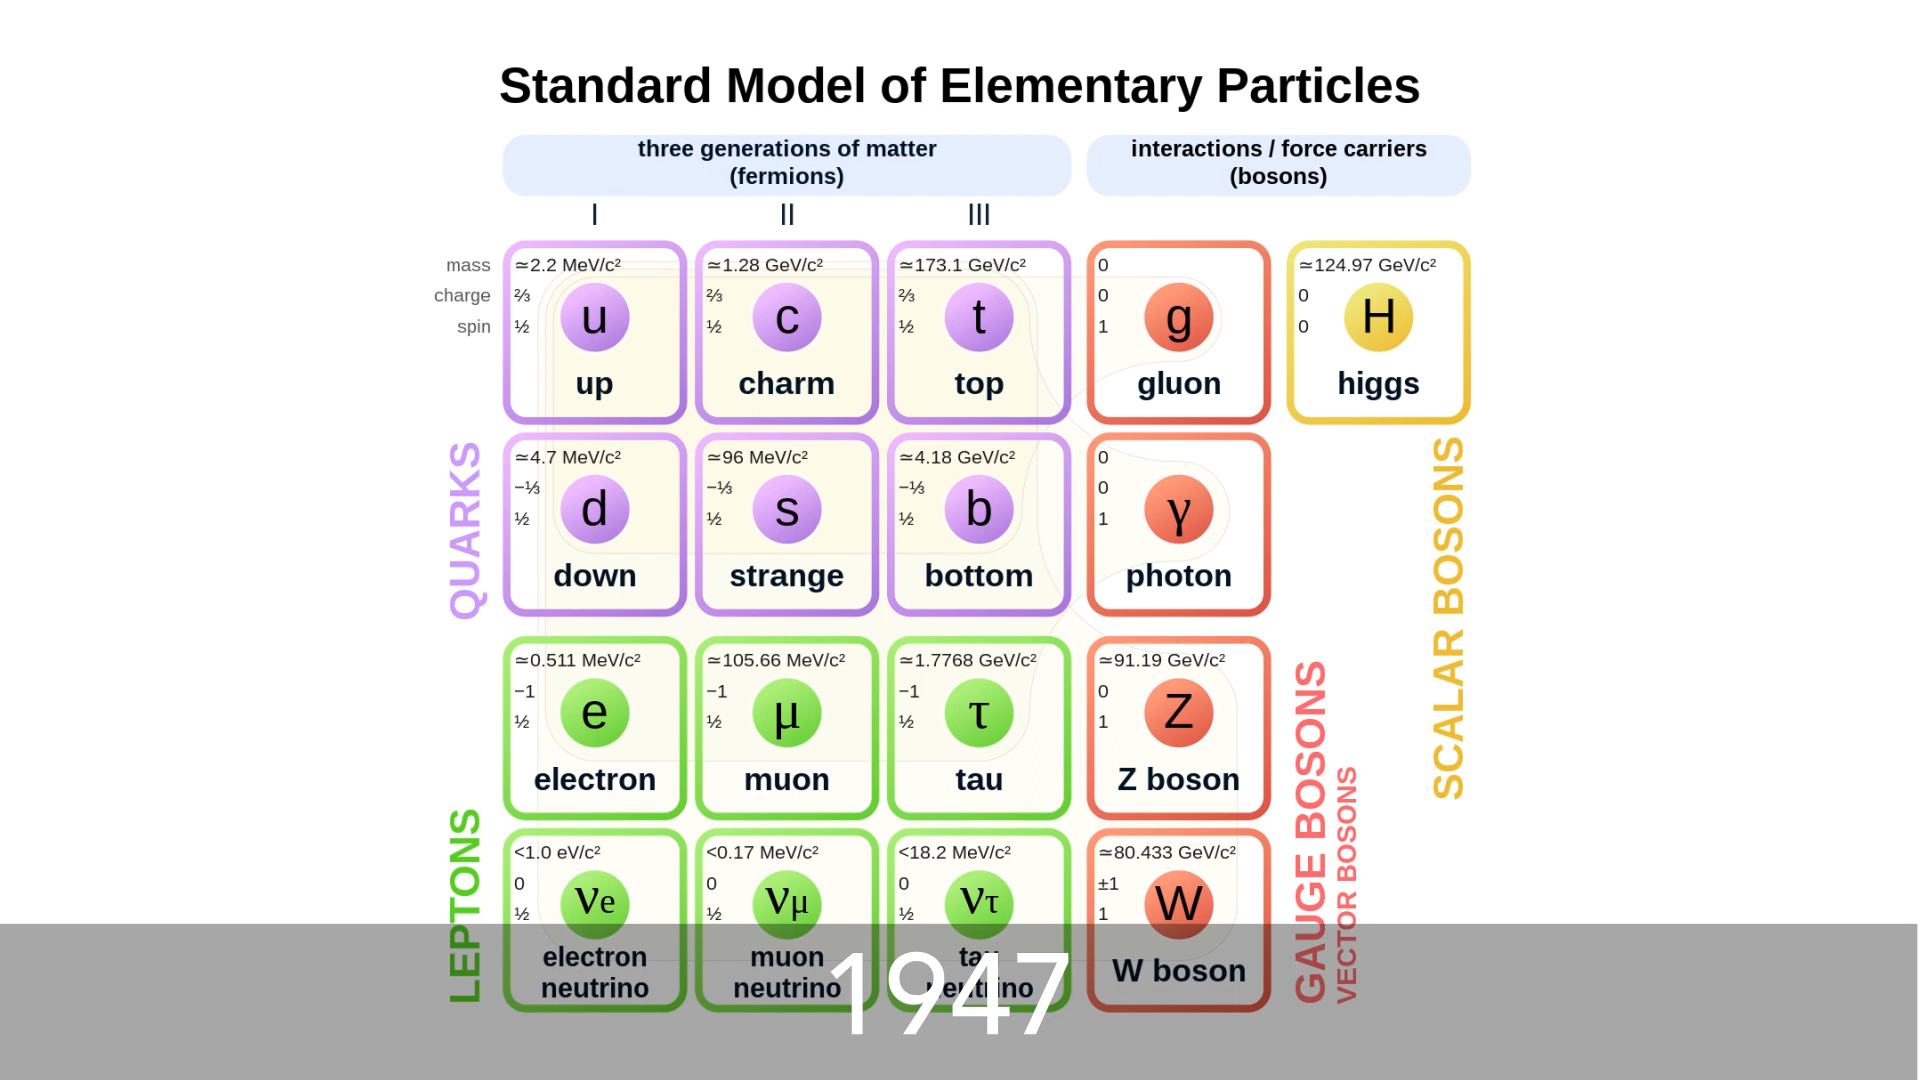 Standard Model of Elementary Particles
three generations of matter
(fermions)
interactions / force carriers
(bosons)
I
II
III
mass
charge
spin
≃2.2 MeV/c²
⅔
½
u
up
≃1.28 GeV/c²
⅔
½
c
charm
≃173.1 GeV/c²
⅔
½
t
top
0
0
1
g
gluon
≃124.97 GeV/c²
0
0
H
higgs
QUARKS
≃4.7 MeV/c²
−⅓
½
d
down
≃96 MeV/c²
−⅓
½
s
strange
≃4.18 GeV/c²
−⅓
½
b
bottom
0
0
1
γ
photon
SCALAR BOSONS
LEPTONS
≃0.511 MeV/c²
−1
½
e
electron
≃105.66 MeV/c²
−1
½
μ
muon
≃1.7768 GeV/c²
−1
½
τ
tau
≃91.19 GeV/c²
0
1
Z
Z boson
GAUGE BOSONS
VECTOR BOSONS
<1.0 eV/c²
0
½
νe
electron
neutrino
<0.17 MeV/c²
0
½
νμ
muon
neutrino
<18.2 MeV/c²
0
½
ντ
tau
neutrino
≃80.433 GeV/c²
±1
1
W
W boson
1947